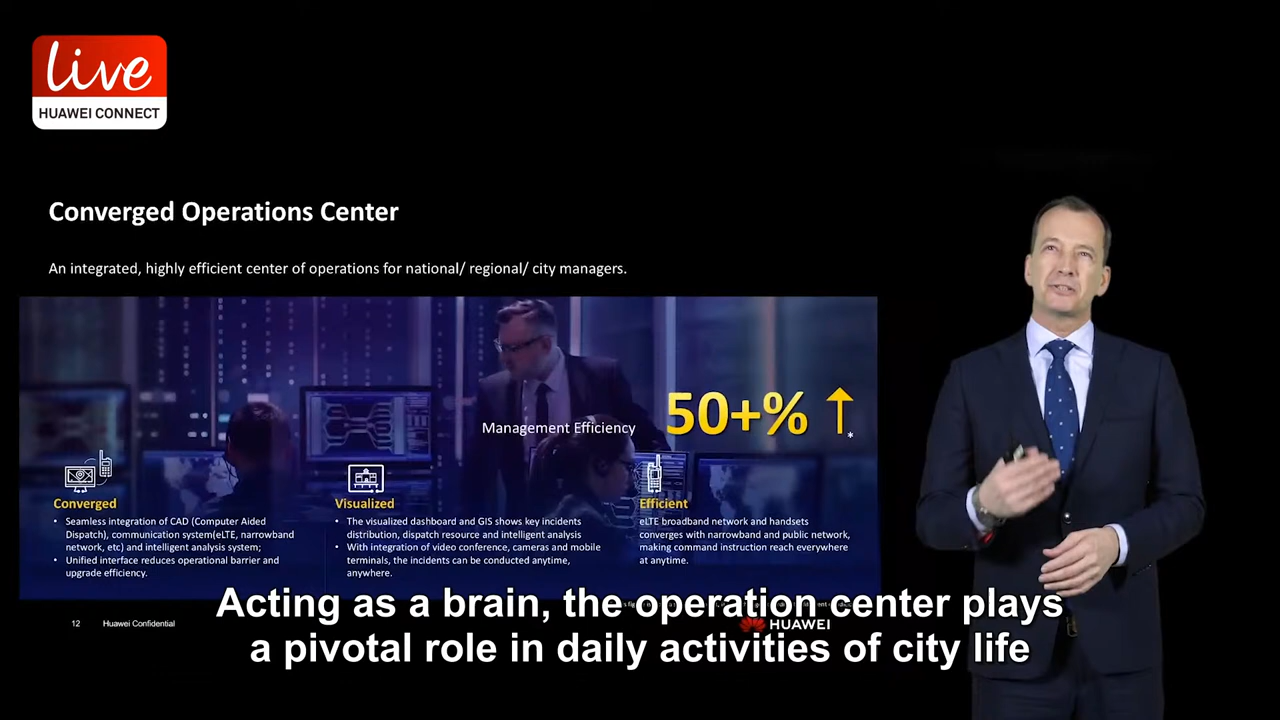 live
HUAWEI CONNECT
Converged Operations Center
An integrated, highly efficient center of operations for national/ regional/ city managers.
Management Efficiency
50+% ↑
*
Converged
• Seamless integration of CAD (Computer Aided
Dispatch), communication system(eLTE, narrowband
network, etc) and intelligent analysis system;
• Unified interface reduces operational barrier and
upgrade efficiency.
Visualized
• The visualized dashboard and GIS shows key incidents
distribution, dispatch resource and intelligent analysis
• With integration of video conference, cameras and mobile
terminals, the incidents can be conducted anytime,
anywhere.
Efficient
eLTE broadband network and handsets
converges with narrowband and public network,
making command instruction reach everywhere
at anytime.
12 Huawei Confidential
HUAWEI
Acting as a brain, the operation center plays
a pivotal role in daily activities of city life